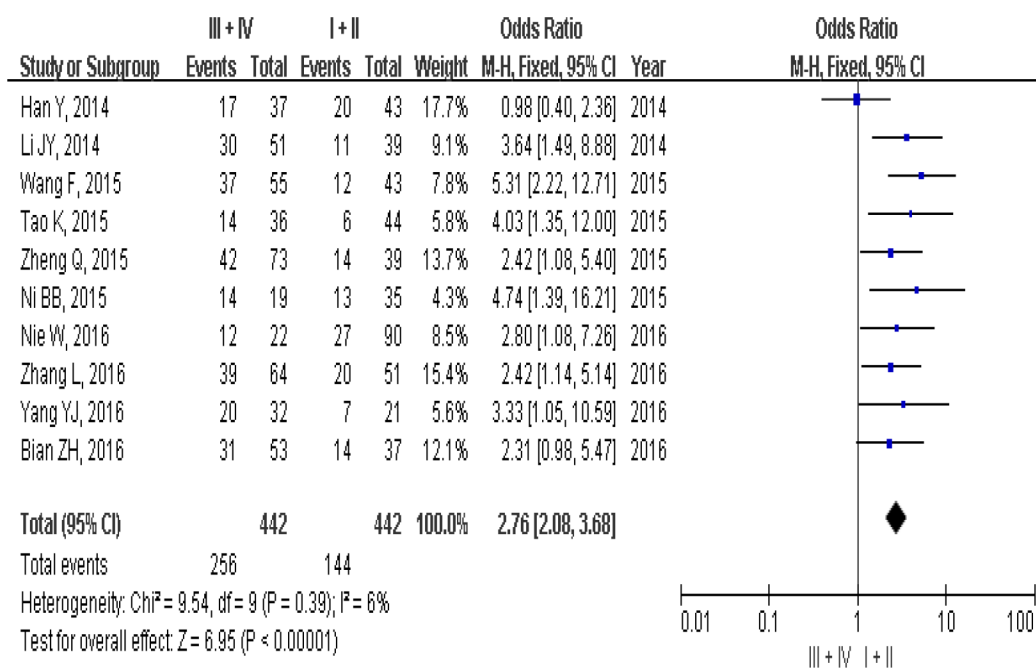 III + IV I + II Odds Ratio Odds Ratio
Study or Subgroup Events Total Events Total Weight M-H, Fixed, 95% CI Year M-H, Fixed, 95% CI
Han Y, 2014 17 37 20 43 17.7% 0.98 [0.40, 2.36] 2014
Li JY, 2014 30 51 11 39 9.1% 3.64 [1.49, 8.88] 2014
Wang F, 2015 37 55 12 43 7.8% 5.31 [2.22, 12.71] 2015
Tao K, 2015 14 36 6 44 5.8% 4.03 [1.35, 12.00] 2015
Zheng Q, 2015 42 73 14 39 13.7% 2.42 [1.08, 5.40] 2015
Ni BB, 2015 14 19 13 35 4.3% 4.74 [1.39, 16.21] 2015
Nie W, 2016 12 22 27 90 8.5% 2.80 [1.08, 7.26] 2016
Zhang L, 2016 39 64 20 51 15.4% 2.42 [1.14, 5.14] 2016
Yang YJ, 2016 20 32 7 21 5.6% 3.33 [1.05, 10.59] 2016
Bian ZH, 2016 31 53 14 37 12.1% 2.31 [0.98, 5.47] 2016
Total (95% CI) 442 442 100.0% 2.76 [2.08, 3.68]
Total events 256 144
Heterogeneity: Chi² = 9.54, df = 9 (P = 0.39); I² = 6%
Test for overall effect: Z = 6.95 (P < 0.00001)
0.01 0.1 1 10 100
III + IV I + II